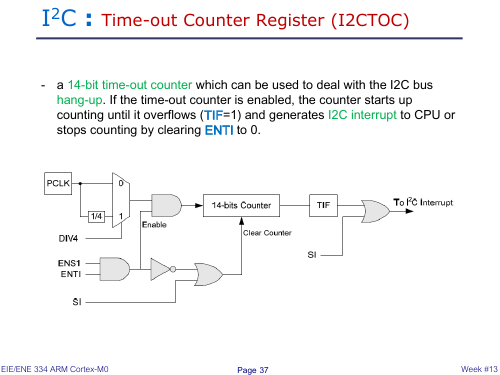 I²C : Time-out Counter Register (I2CTOC)
- a 14-bit time-out counter which can be used to deal with the I2C bus
hang-up. If the time-out counter is enabled, the counter starts up
counting until it overflows (TIF=1) and generates I2C interrupt to CPU or
stops counting by clearing ENTI to 0.
PCLK
0
1/4
1
14-bits Counter
TIF
To I²C Interrupt
Enable
DIV4
Clear Counter
SI
ENS1
ENTI
SI
EIE/ENE 334 ARM Cortex-M0
Page 37
Week #13